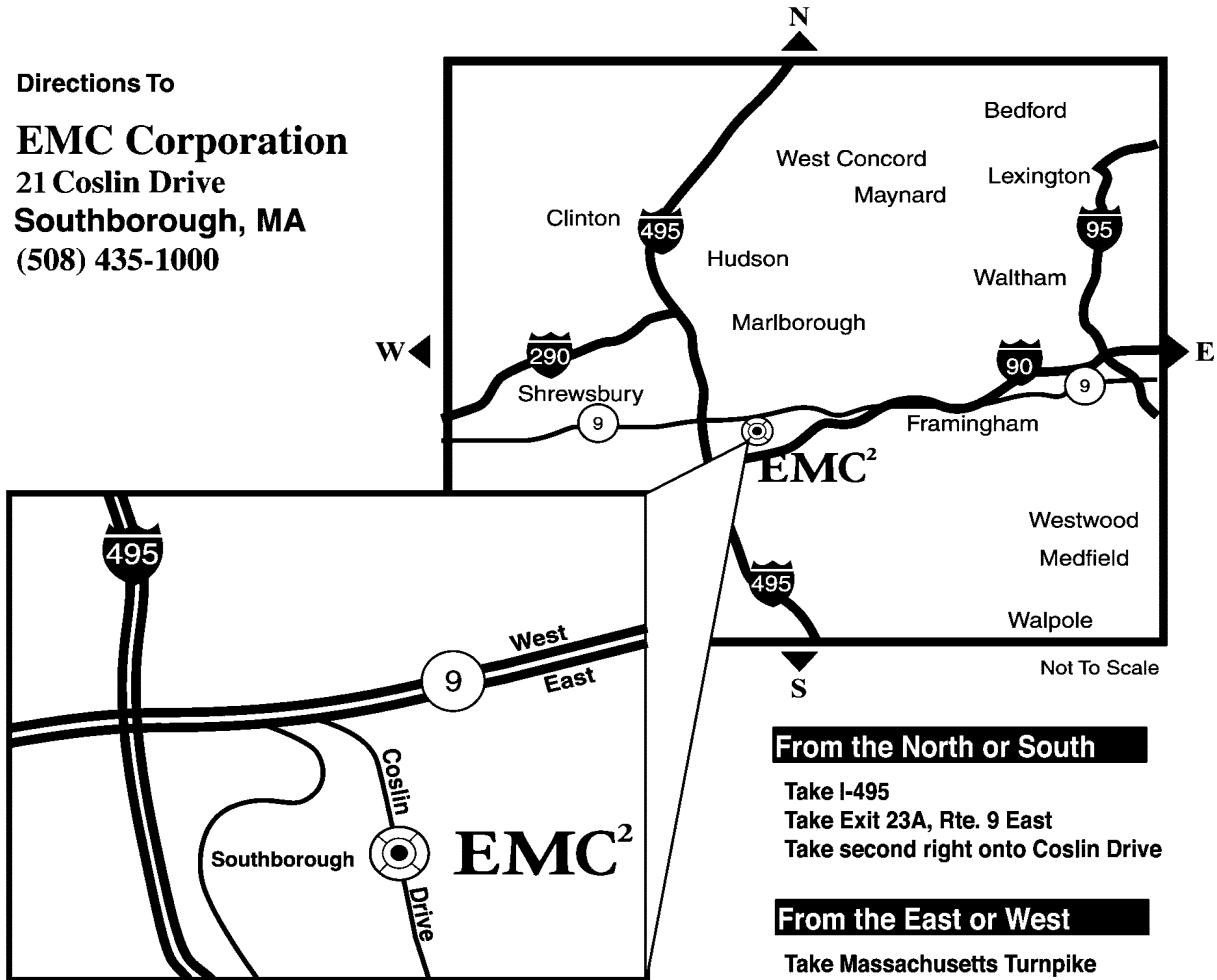 Directions To
EMC Corporation
21 Coslin Drive
Southborough, MA
(508) 435-1000
N
Bedford
West Concord
Lexington
Maynard
Clinton
495
95
Hudson
Waltham
Marlborough
W
E
290
90
Shrewsbury
9
9
Framingham
EMC²
Westwood
Medfield
495
Walpole
Not To Scale
S
495
West
9
East
Coslin
Southborough
EMC²
Drive
From the North or South
Take I-495
Take Exit 23A, Rte. 9 East
Take second right onto Coslin Drive
From the East or West
Take Massachusetts Turnpike